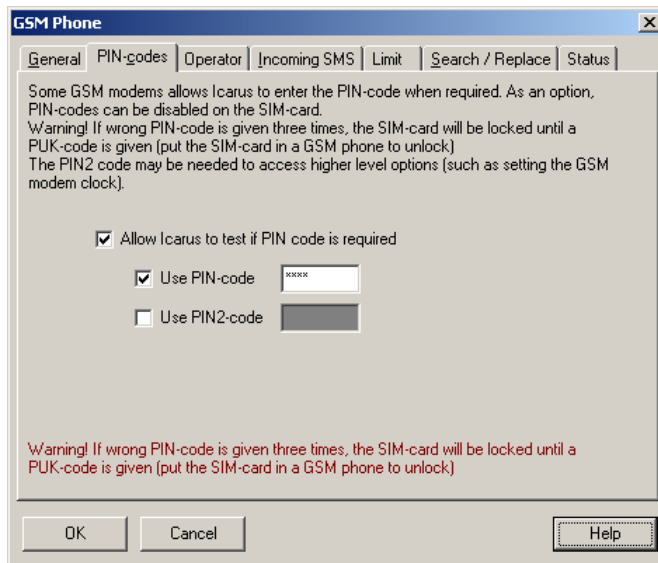 GSM Phone
General PIN-codes Operator Incoming SMS Limit Search / Replace Status
Some GSM modems allows Icarus to enter the PIN-code when required. As an option,
PIN-codes can be disabled on the SIM-card.
Warning! If wrong PIN-code is given three times, the SIM-card will be locked until a
PUK-code is given (put the SIM-card in a GSM phone to unlock)
The PIN2 code may be needed to access higher level options (such as setting the GSM
modem clock).
Allow Icarus to test if PIN code is required
Use PIN-code ××××
Use PIN2-code
Warning! If wrong PIN-code is given three times, the SIM-card will be locked until a
PUK-code is given (put the SIM-card in a GSM phone to unlock)
OK Cancel Help